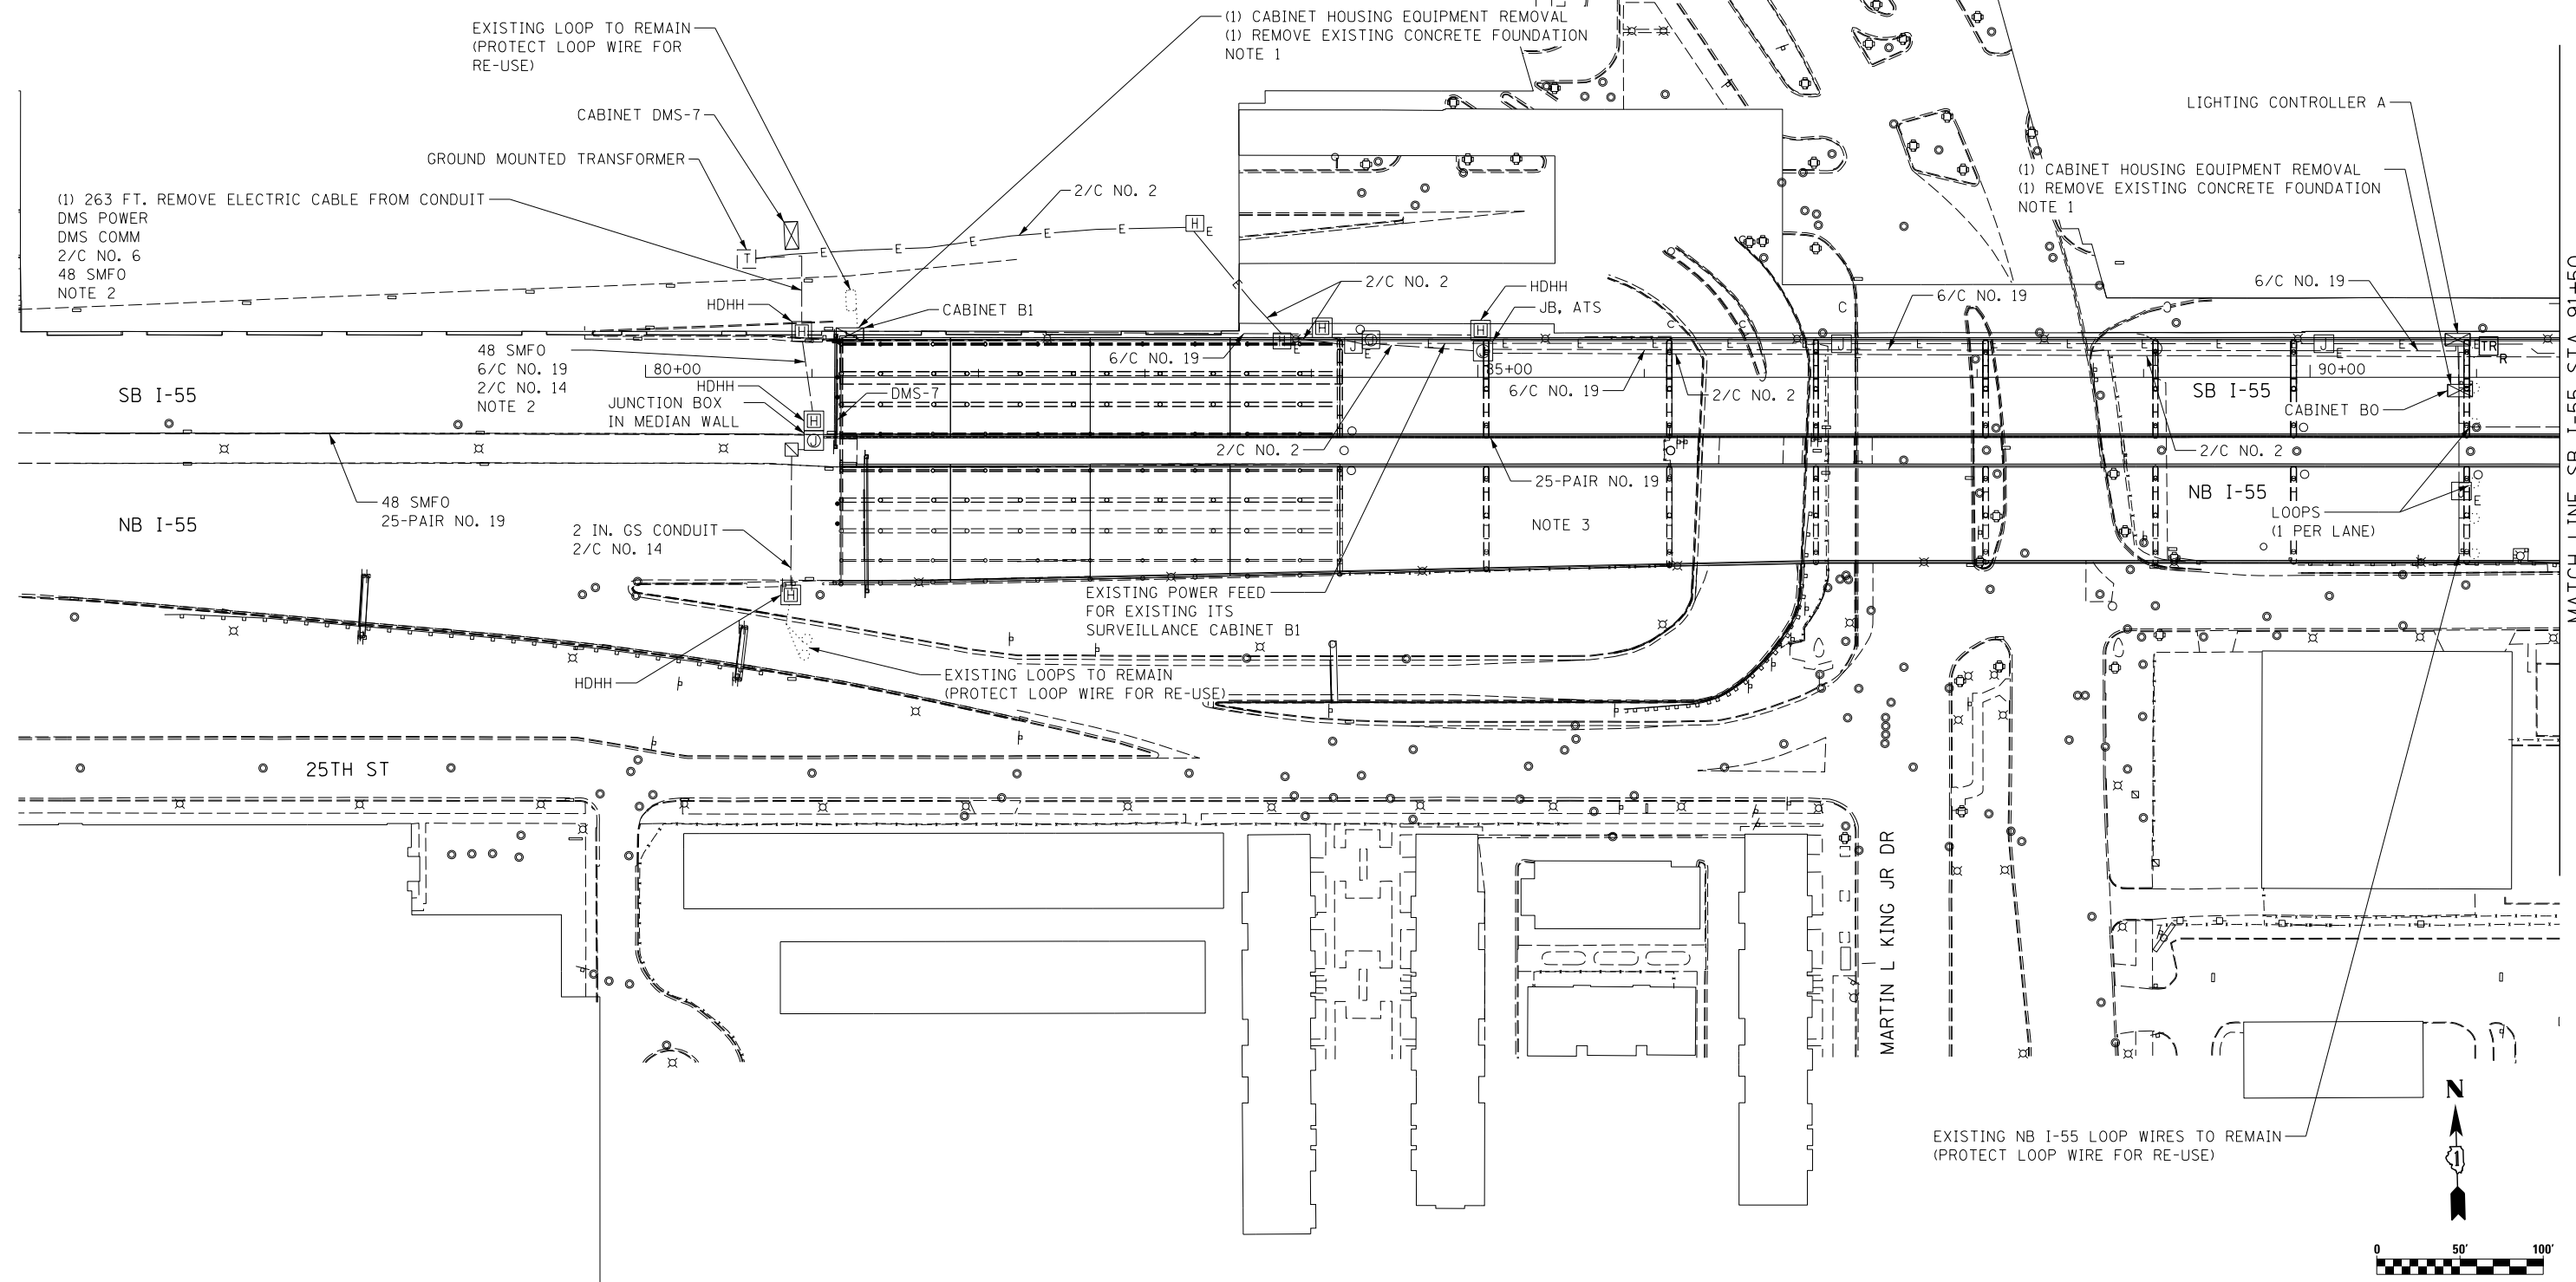 EXISTING LOOP TO REMAIN
(PROTECT LOOP WIRE FOR
RE-USE)
(1) CABINET HOUSING EQUIPMENT REMOVAL
(1) REMOVE EXISTING CONCRETE FOUNDATION
NOTE 1
CABINET DMS-7
GROUND MOUNTED TRANSFORMER
(1) 263 FT. REMOVE ELECTRIC CABLE FROM CONDUIT
DMS POWER
DMS COMM
2/C NO. 6
48 SMFO
NOTE 2
2/C NO. 2
LIGHTING CONTROLLER A
(1) CABINET HOUSING EQUIPMENT REMOVAL
(1) REMOVE EXISTING CONCRETE FOUNDATION
NOTE 1
T
E
E
E
E
E
H
E
E
HDHH
H
CABINET B1
2/C NO. 2
HDHH
JB, ATS
6/C NO. 19
6/C NO. 19
C
C
C
H
H
H
E
J
E
E
E
E
E
E
E
J
E
E
E
E
E
E
J
E
E
E
TR
R
48 SMFO
6/C NO. 19
2/C NO. 14
NOTE 2
6/C NO. 19
80+00
85+00
90+00
SB I-55
HDHH
JUNCTION BOX
IN MEDIAN WALL
H
J
DMS-7
6/C NO. 19
2/C NO. 2
SB I-55
CABINET BO
2/C NO. 2
2/C NO. 2
25-PAIR NO. 19
48 SMFO
25-PAIR NO. 19
NB I-55
NOTE 3
NB I-55
LOOPS
(1 PER LANE)
J
E
MATCH LINE SB I-55 STA 91+50
2 IN. GS CONDUIT
2/C NO. 14
H
EXISTING POWER FEED
FOR EXISTING ITS
SURVEILLANCE CABINET B1
HDHH
EXISTING LOOPS TO REMAIN
(PROTECT LOOP WIRE FOR RE-USE)
25TH ST
MARTIN L KING JR DR
EXISTING NB I-55 LOOP WIRES TO REMAIN
(PROTECT LOOP WIRE FOR RE-USE)
N
1
0 50' 100'